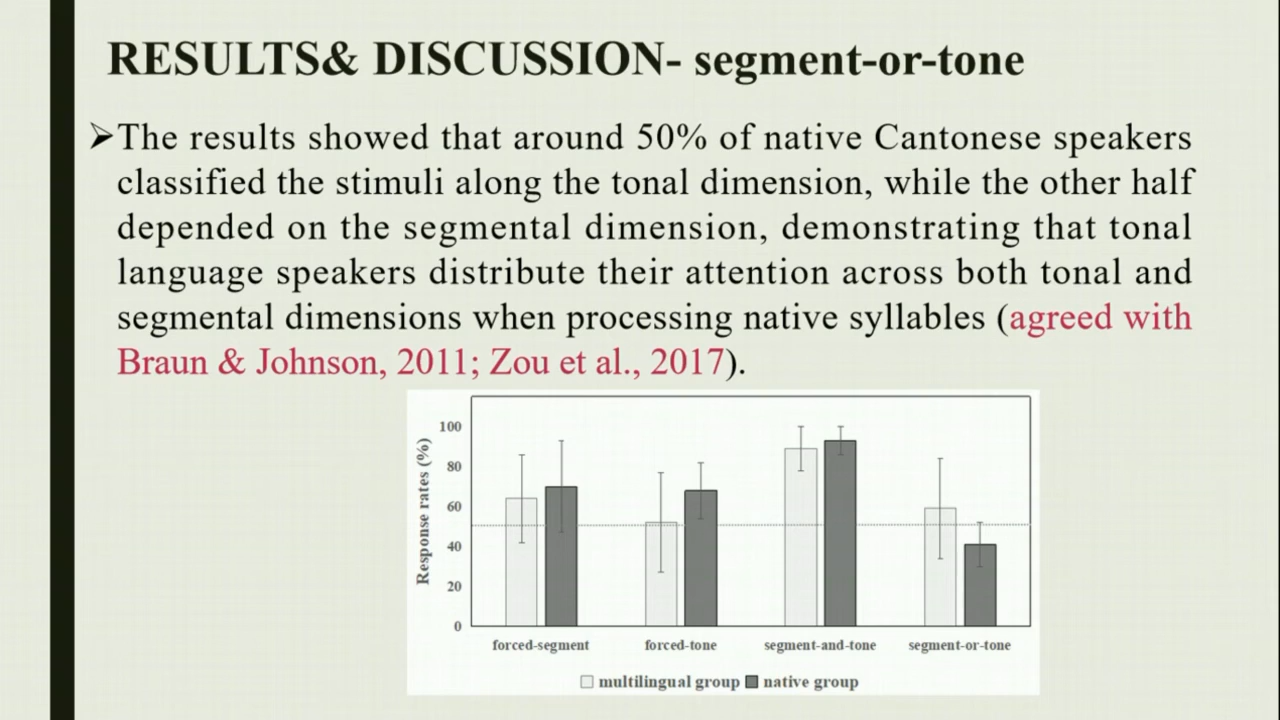 RESULTS& DISCUSSION- segment-or-tone
➢The results showed that around 50% of native Cantonese speakers
classified the stimuli along the tonal dimension, while the other half
depended on the segmental dimension, demonstrating that tonal
language speakers distribute their attention across both tonal and
segmental dimensions when processing native syllables (agreed with
Braun & Johnson, 2011; Zou et al., 2017).
Response rates (%)
100
80
60
40
20
0
forced-segment forced-tone segment-and-tone segment-or-tone
multilingual group native group